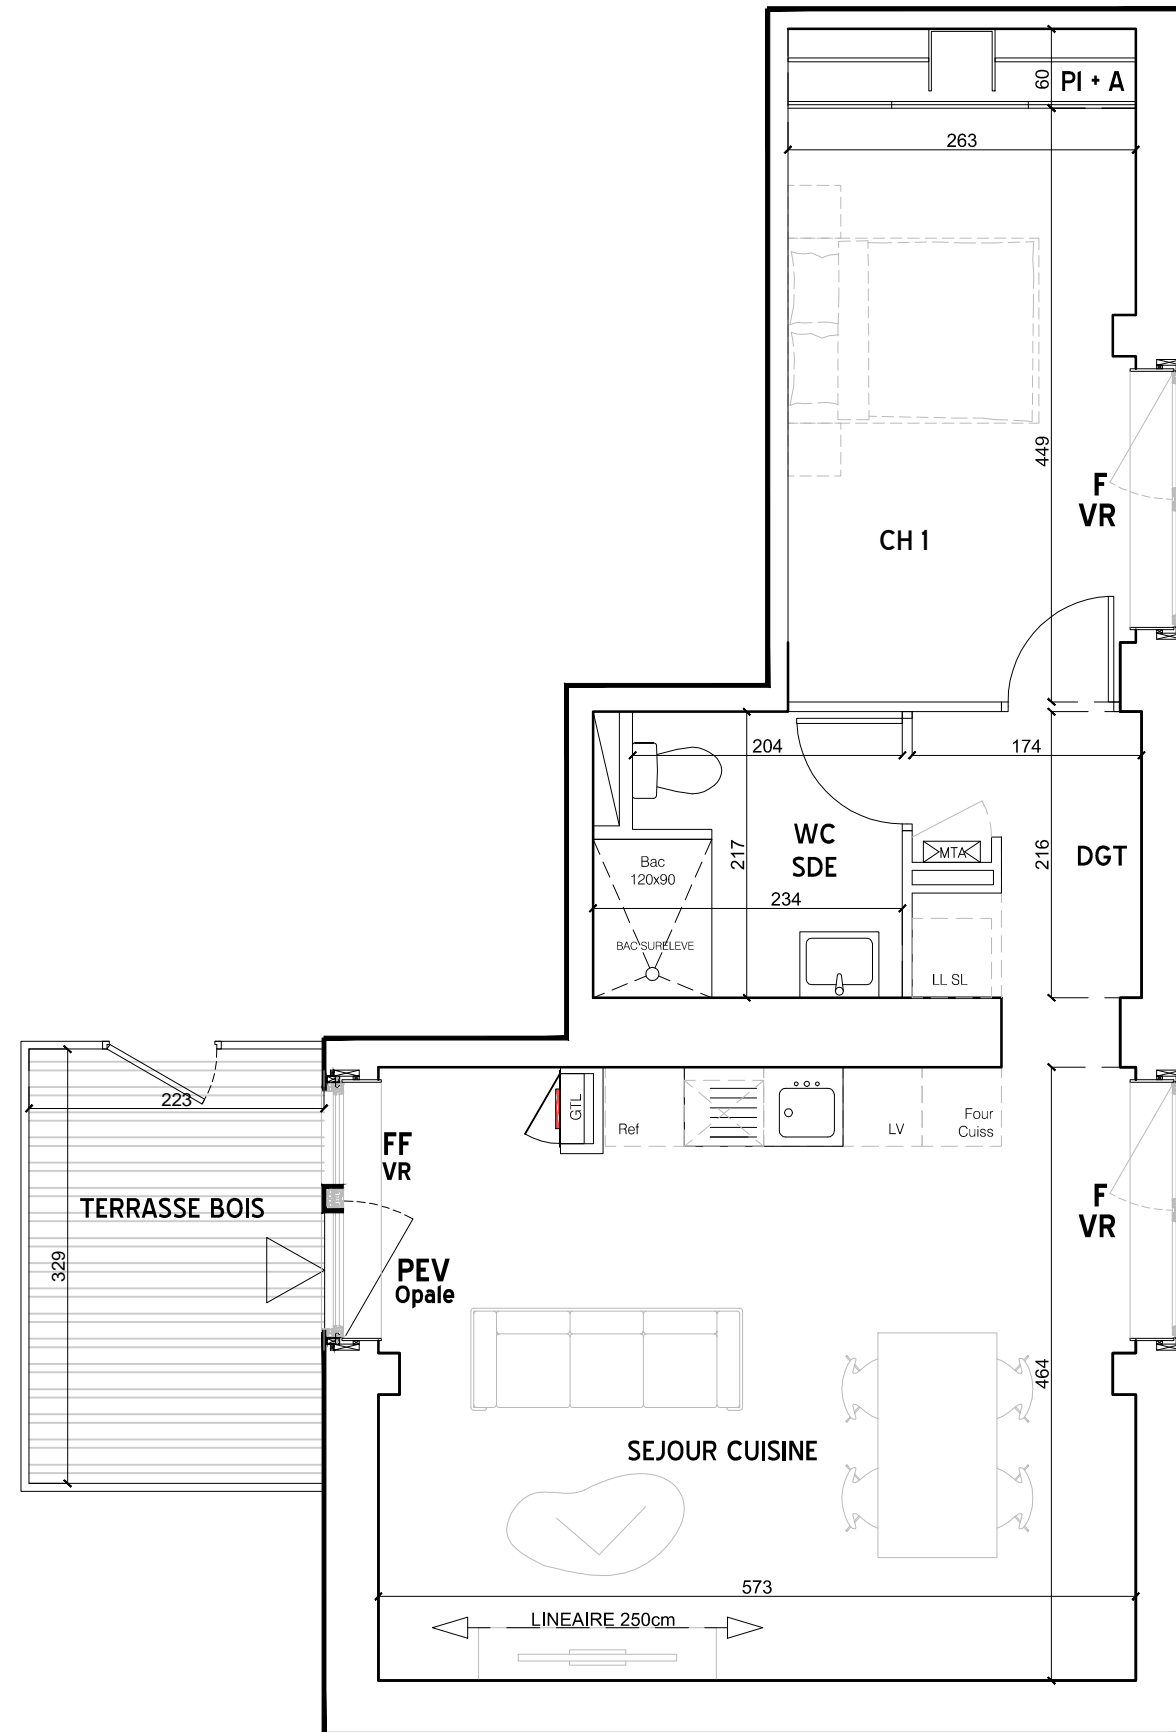 60
PI + A
263
449
F
VR
CH 1
204
174
WC
SDE
217
MTA
216
DGT
Bac
120x90
234
BAC SURELEVE
LL SL
223
GTL
Ref
LV
Four
Cuiss
FF
VR
TERRASSE BOIS
F
VR
329
PEV
Opale
464
SEJOUR CUISINE
573
LINEAIRE 250cm